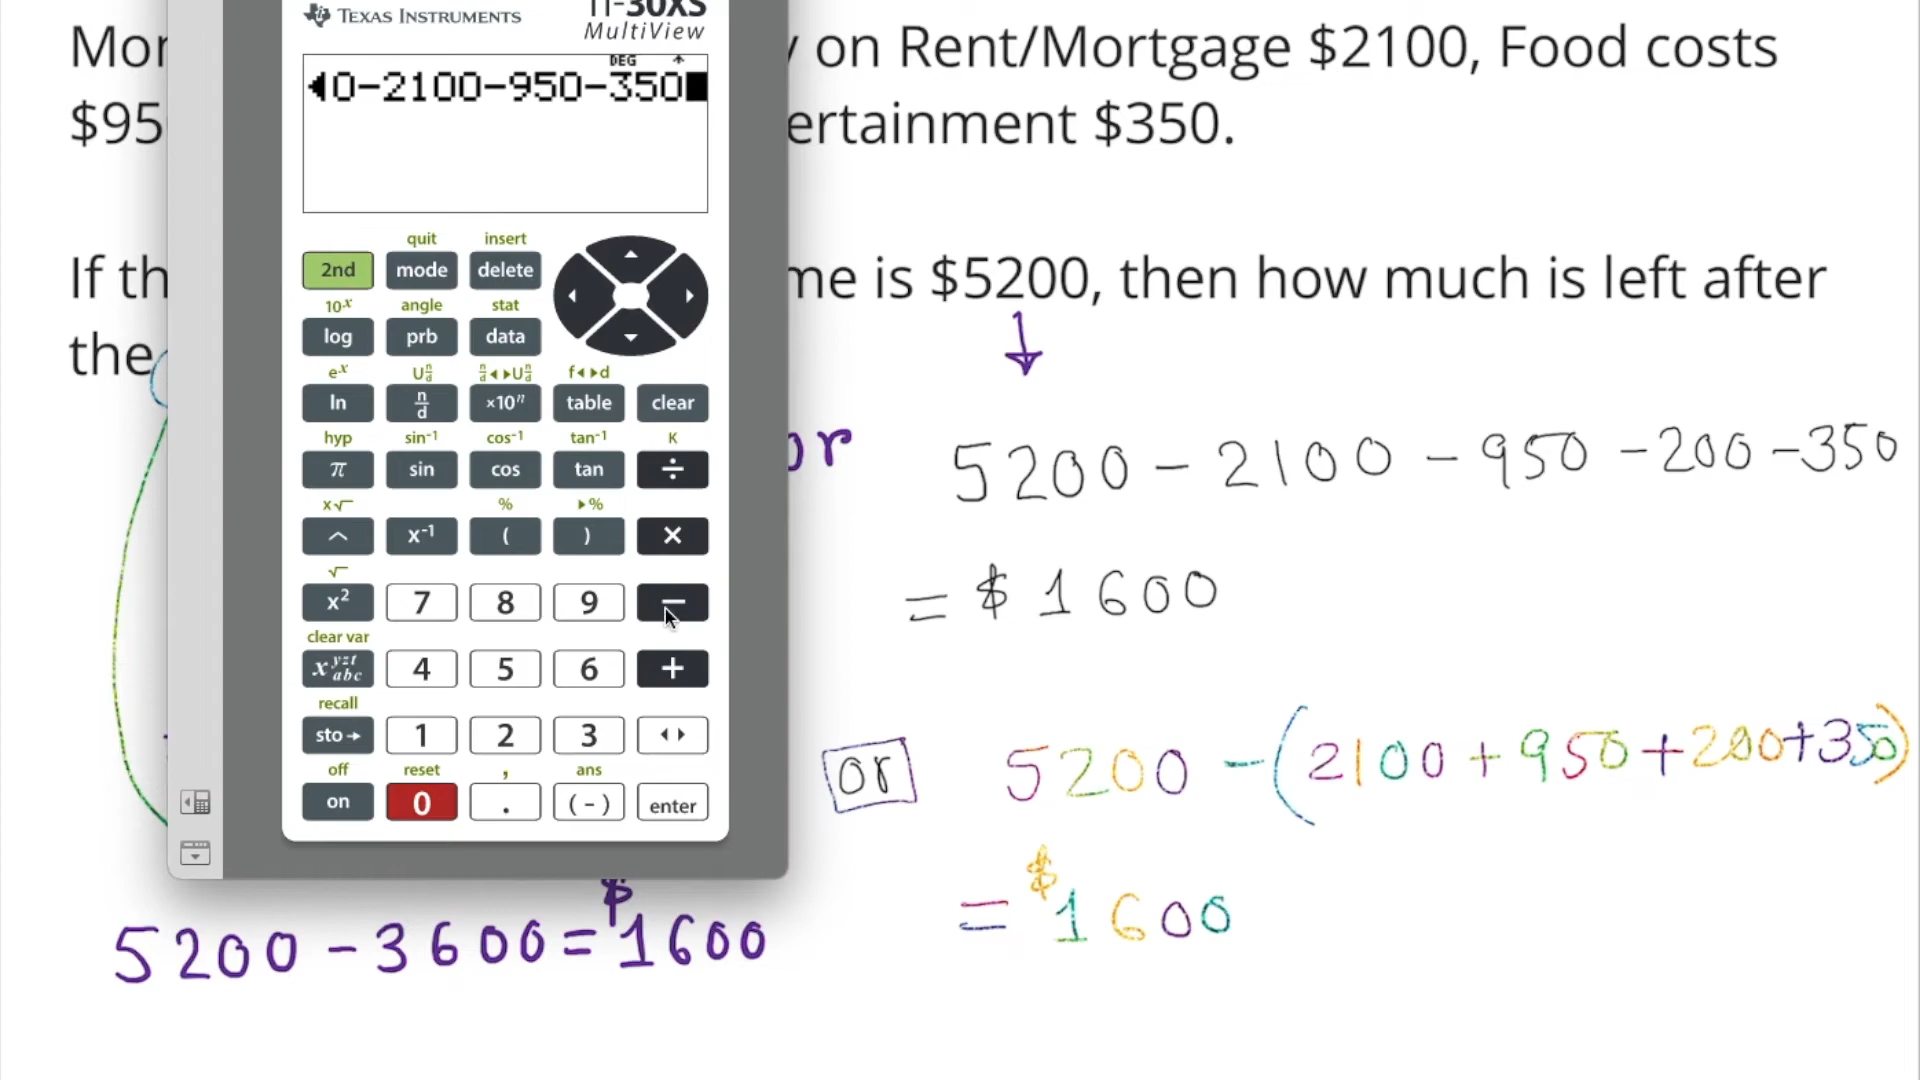 TEXAS INSTRUMENTS
TI-30XS
MultiView
on Rent/Mortgage $2100, Food costs
ertainment $350.
DEG
0-2100-950-350
If
me is $5200, then how much is left after
the
quit insert
2nd mode delete
10^x angle stat
log prb data
e^x U n/d n/d◂▸U n/d f◂▸d
ln n/d ×10^n table clear
hyp sin⁻¹ cos⁻¹ tan⁻¹ K
π sin cos tan ÷
x√ % ▸%
^ x⁻¹ ( ) ×
√
x² 7 8 9 −
clear var
x yzt abc 4 5 6 +
recall
sto→ 1 2 3 ◂▸
off reset , ans
on 0 . (-) enter
or 5200 - 2100 - 950 - 200 - 350
= $ 1600
or 5200 - (2100 + 950 + 200 + 350)
= $1600
5200 - 3600 = $1600